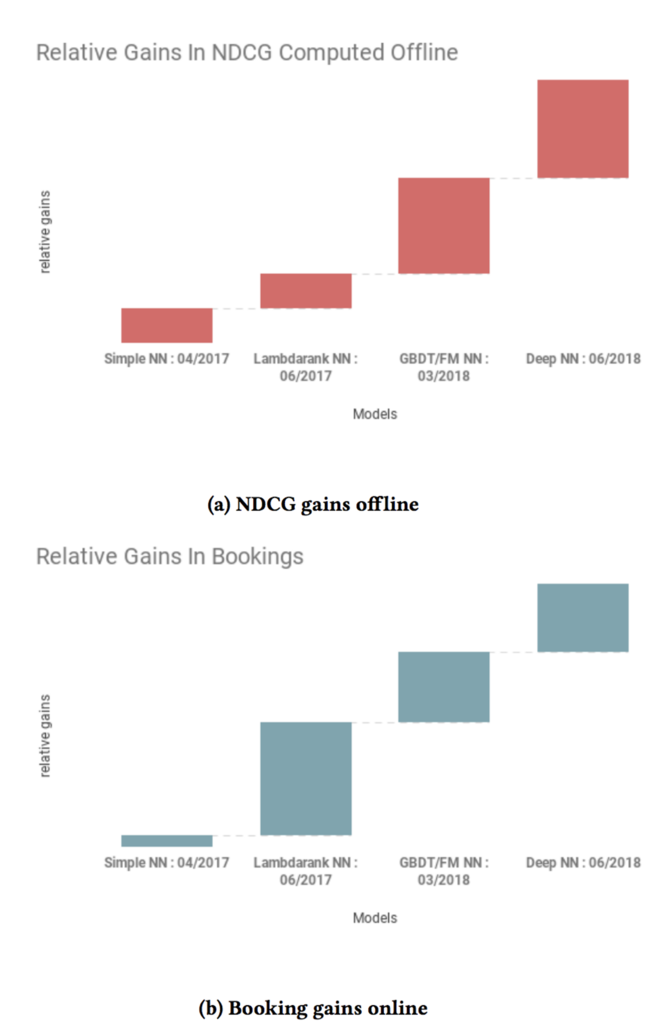 Relative Gains In NDCG Computed Offline
relative gains
Simple NN : 04/2017
Lambdarank NN :
06/2017
GBDT/FM NN :
03/2018
Deep NN : 06/2018
Models
(a) NDCG gains offline
Relative Gains In Bookings
relative gains
Simple NN : 04/2017
Lambdarank NN :
06/2017
GBDT/FM NN :
03/2018
Deep NN : 06/2018
Models
(b) Booking gains online